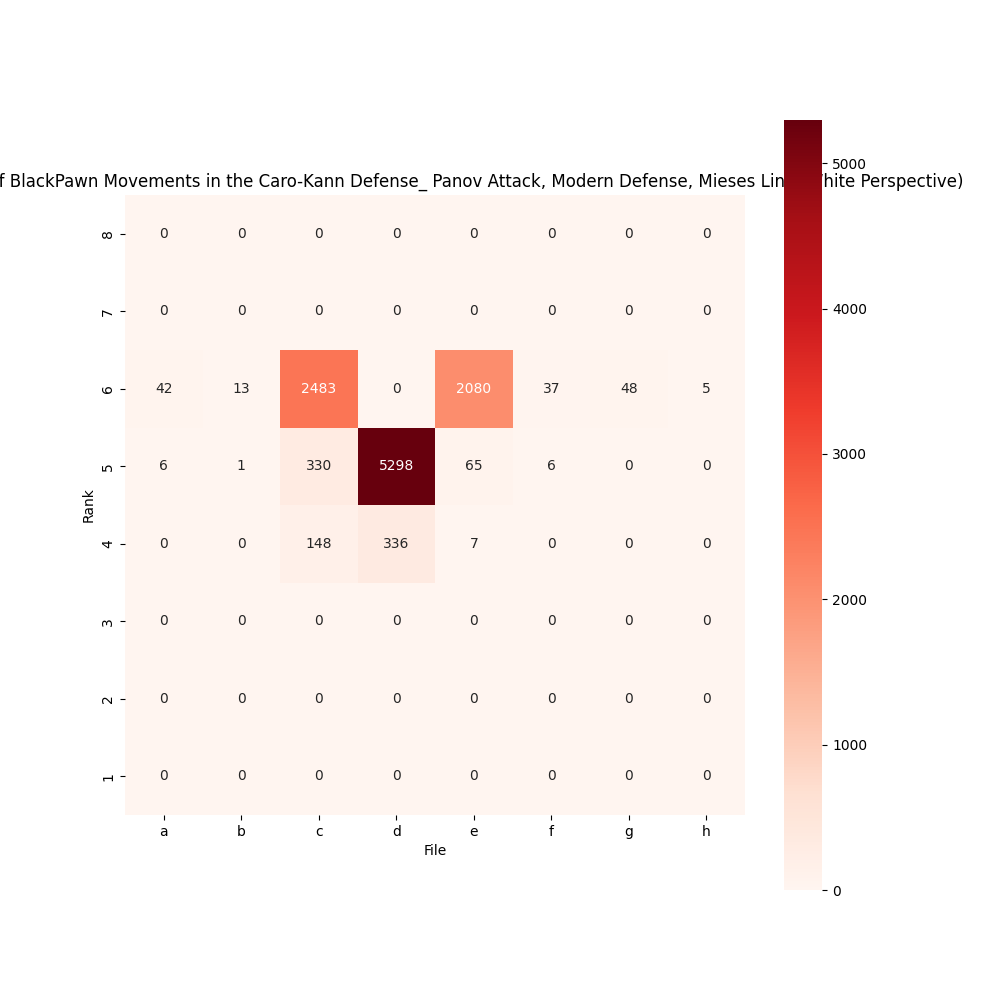 f BlackPawn Movements in the Caro-Kann Defense_ Panov Attack, Modern Defense, Mieses Line (White Perspective)
8 0 0 0 0 0 0 0 0
7 0 0 0 0 0 0 0 0
6 42 13 2483 0 2080 37 48 5
5 6 1 330 5298 65 6 0 0
4 0 0 148 336 7 0 0 0
3 0 0 0 0 0 0 0 0
2 0 0 0 0 0 0 0 0
1 0 0 0 0 0 0 0 0
a b c d e f g h
File
Rank
5000
4000
3000
2000
1000
0